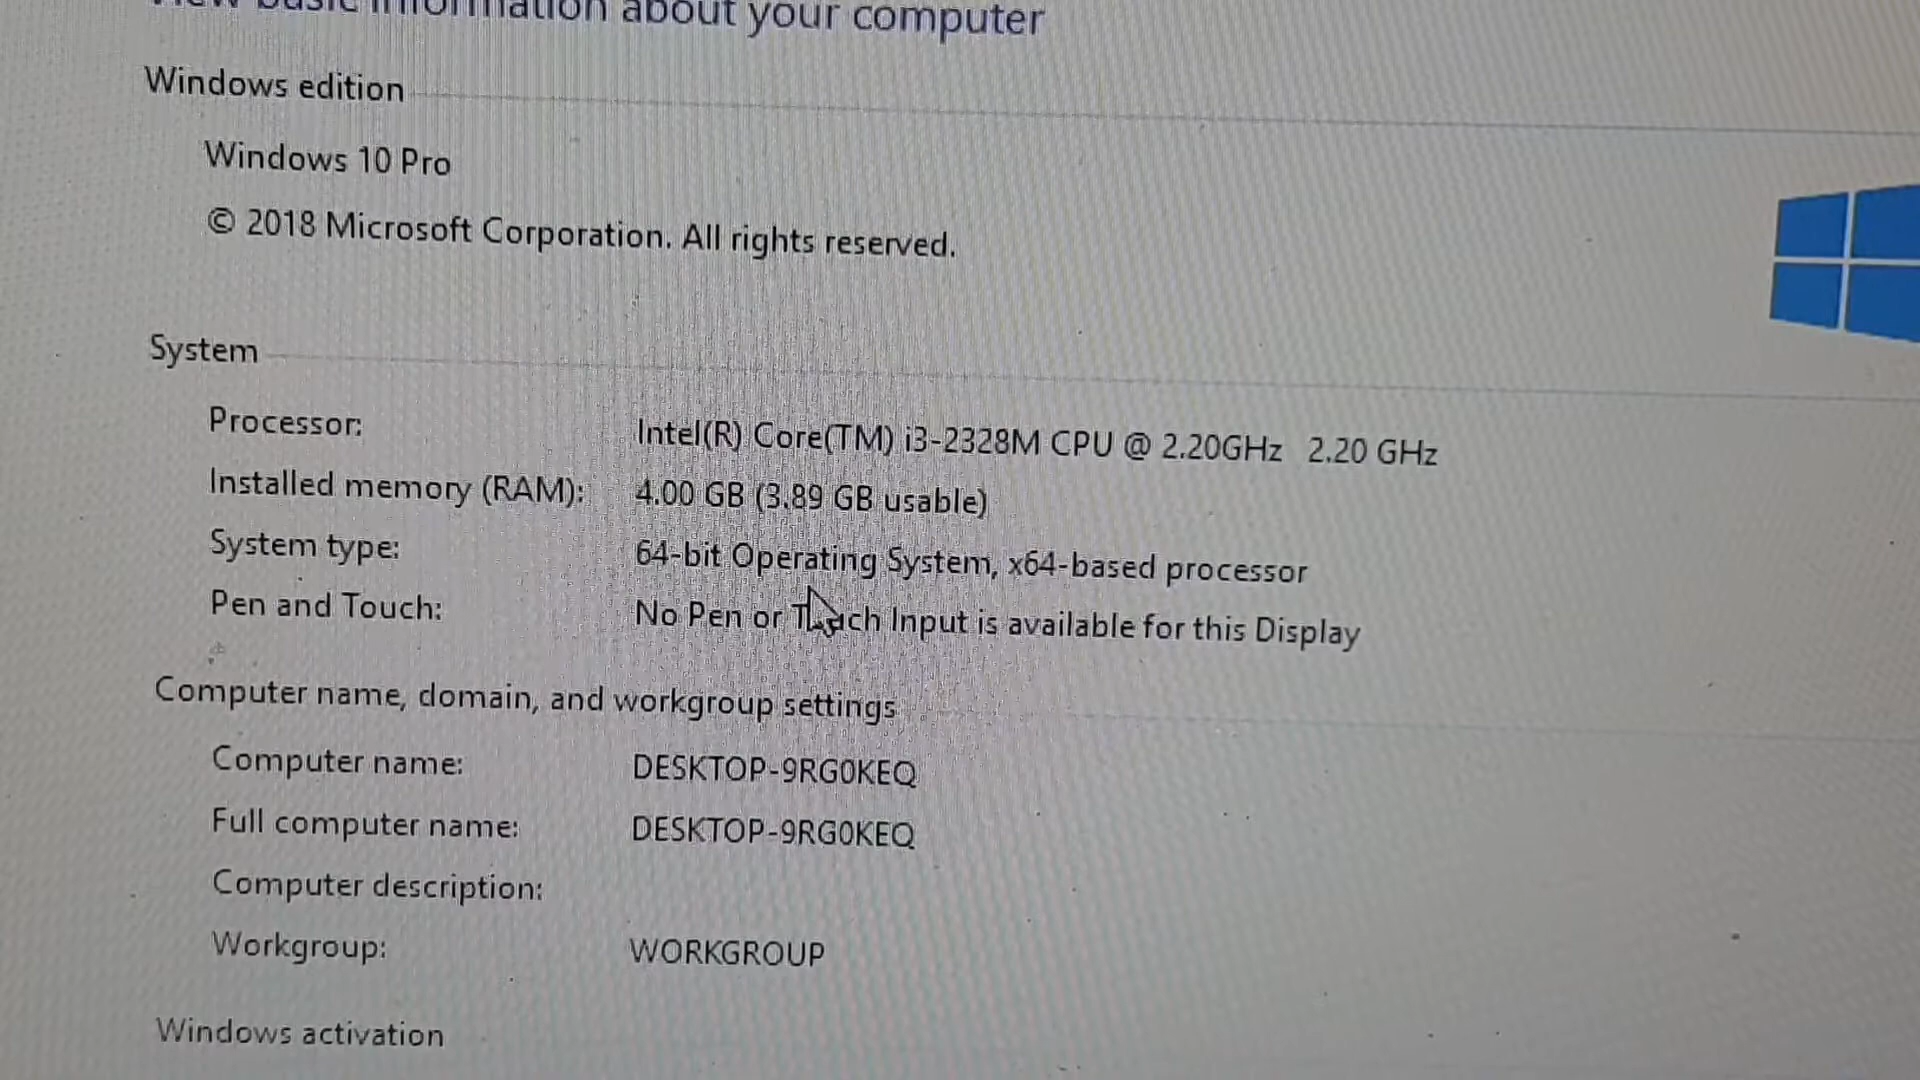 View basic information about your computer
Windows edition
Windows 10 Pro
© 2018 Microsoft Corporation. All rights reserved.
System
Processor: Intel(R) Core(TM) i3-2328M CPU @ 2.20GHz 2.20 GHz
Installed memory (RAM): 4.00 GB (3.89 GB usable)
System type: 64-bit Operating System, x64-based processor
Pen and Touch: No Pen or Touch Input is available for this Display
Computer name, domain, and workgroup settings
Computer name: DESKTOP-9RG0KEQ
Full computer name: DESKTOP-9RG0KEQ
Computer description:
Workgroup: WORKGROUP
Windows activation